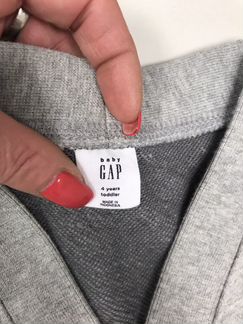 baby
GAP
4 years
toddler
MADE IN
INDONESIA